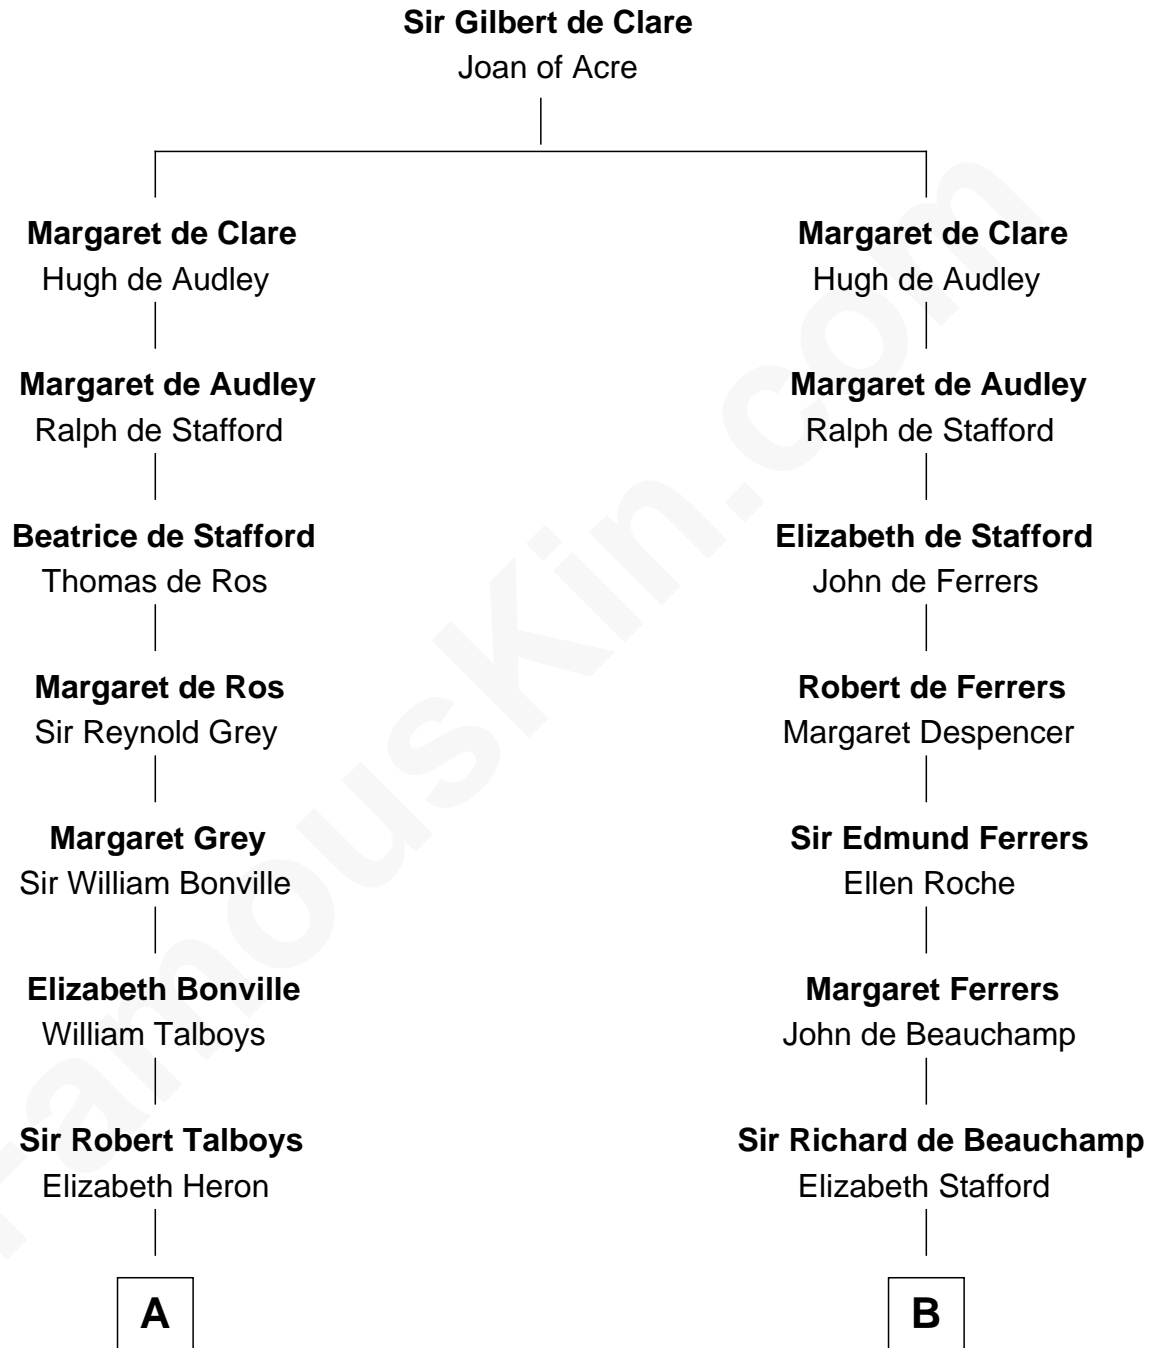 Sir Gilbert de Clare
Joan of Acre
Margaret de Clare
Hugh de Audley
Margaret de Audley
Ralph de Stafford
Beatrice de Stafford
Thomas de Ros
Margaret de Ros
Sir Reynold Grey
Margaret Grey
Sir William Bonville
Elizabeth Bonville
William Talboys
Sir Robert Talboys
Elizabeth Heron
A
Margaret de Clare
Hugh de Audley
Margaret de Audley
Ralph de Stafford
Elizabeth de Stafford
John de Ferrers
Robert de Ferrers
Margaret Despencer
Sir Edmund Ferrers
Ellen Roche
Margaret Ferrers
John de Beauchamp
Sir Richard de Beauchamp
Elizabeth Stafford
B
FamousKin.com